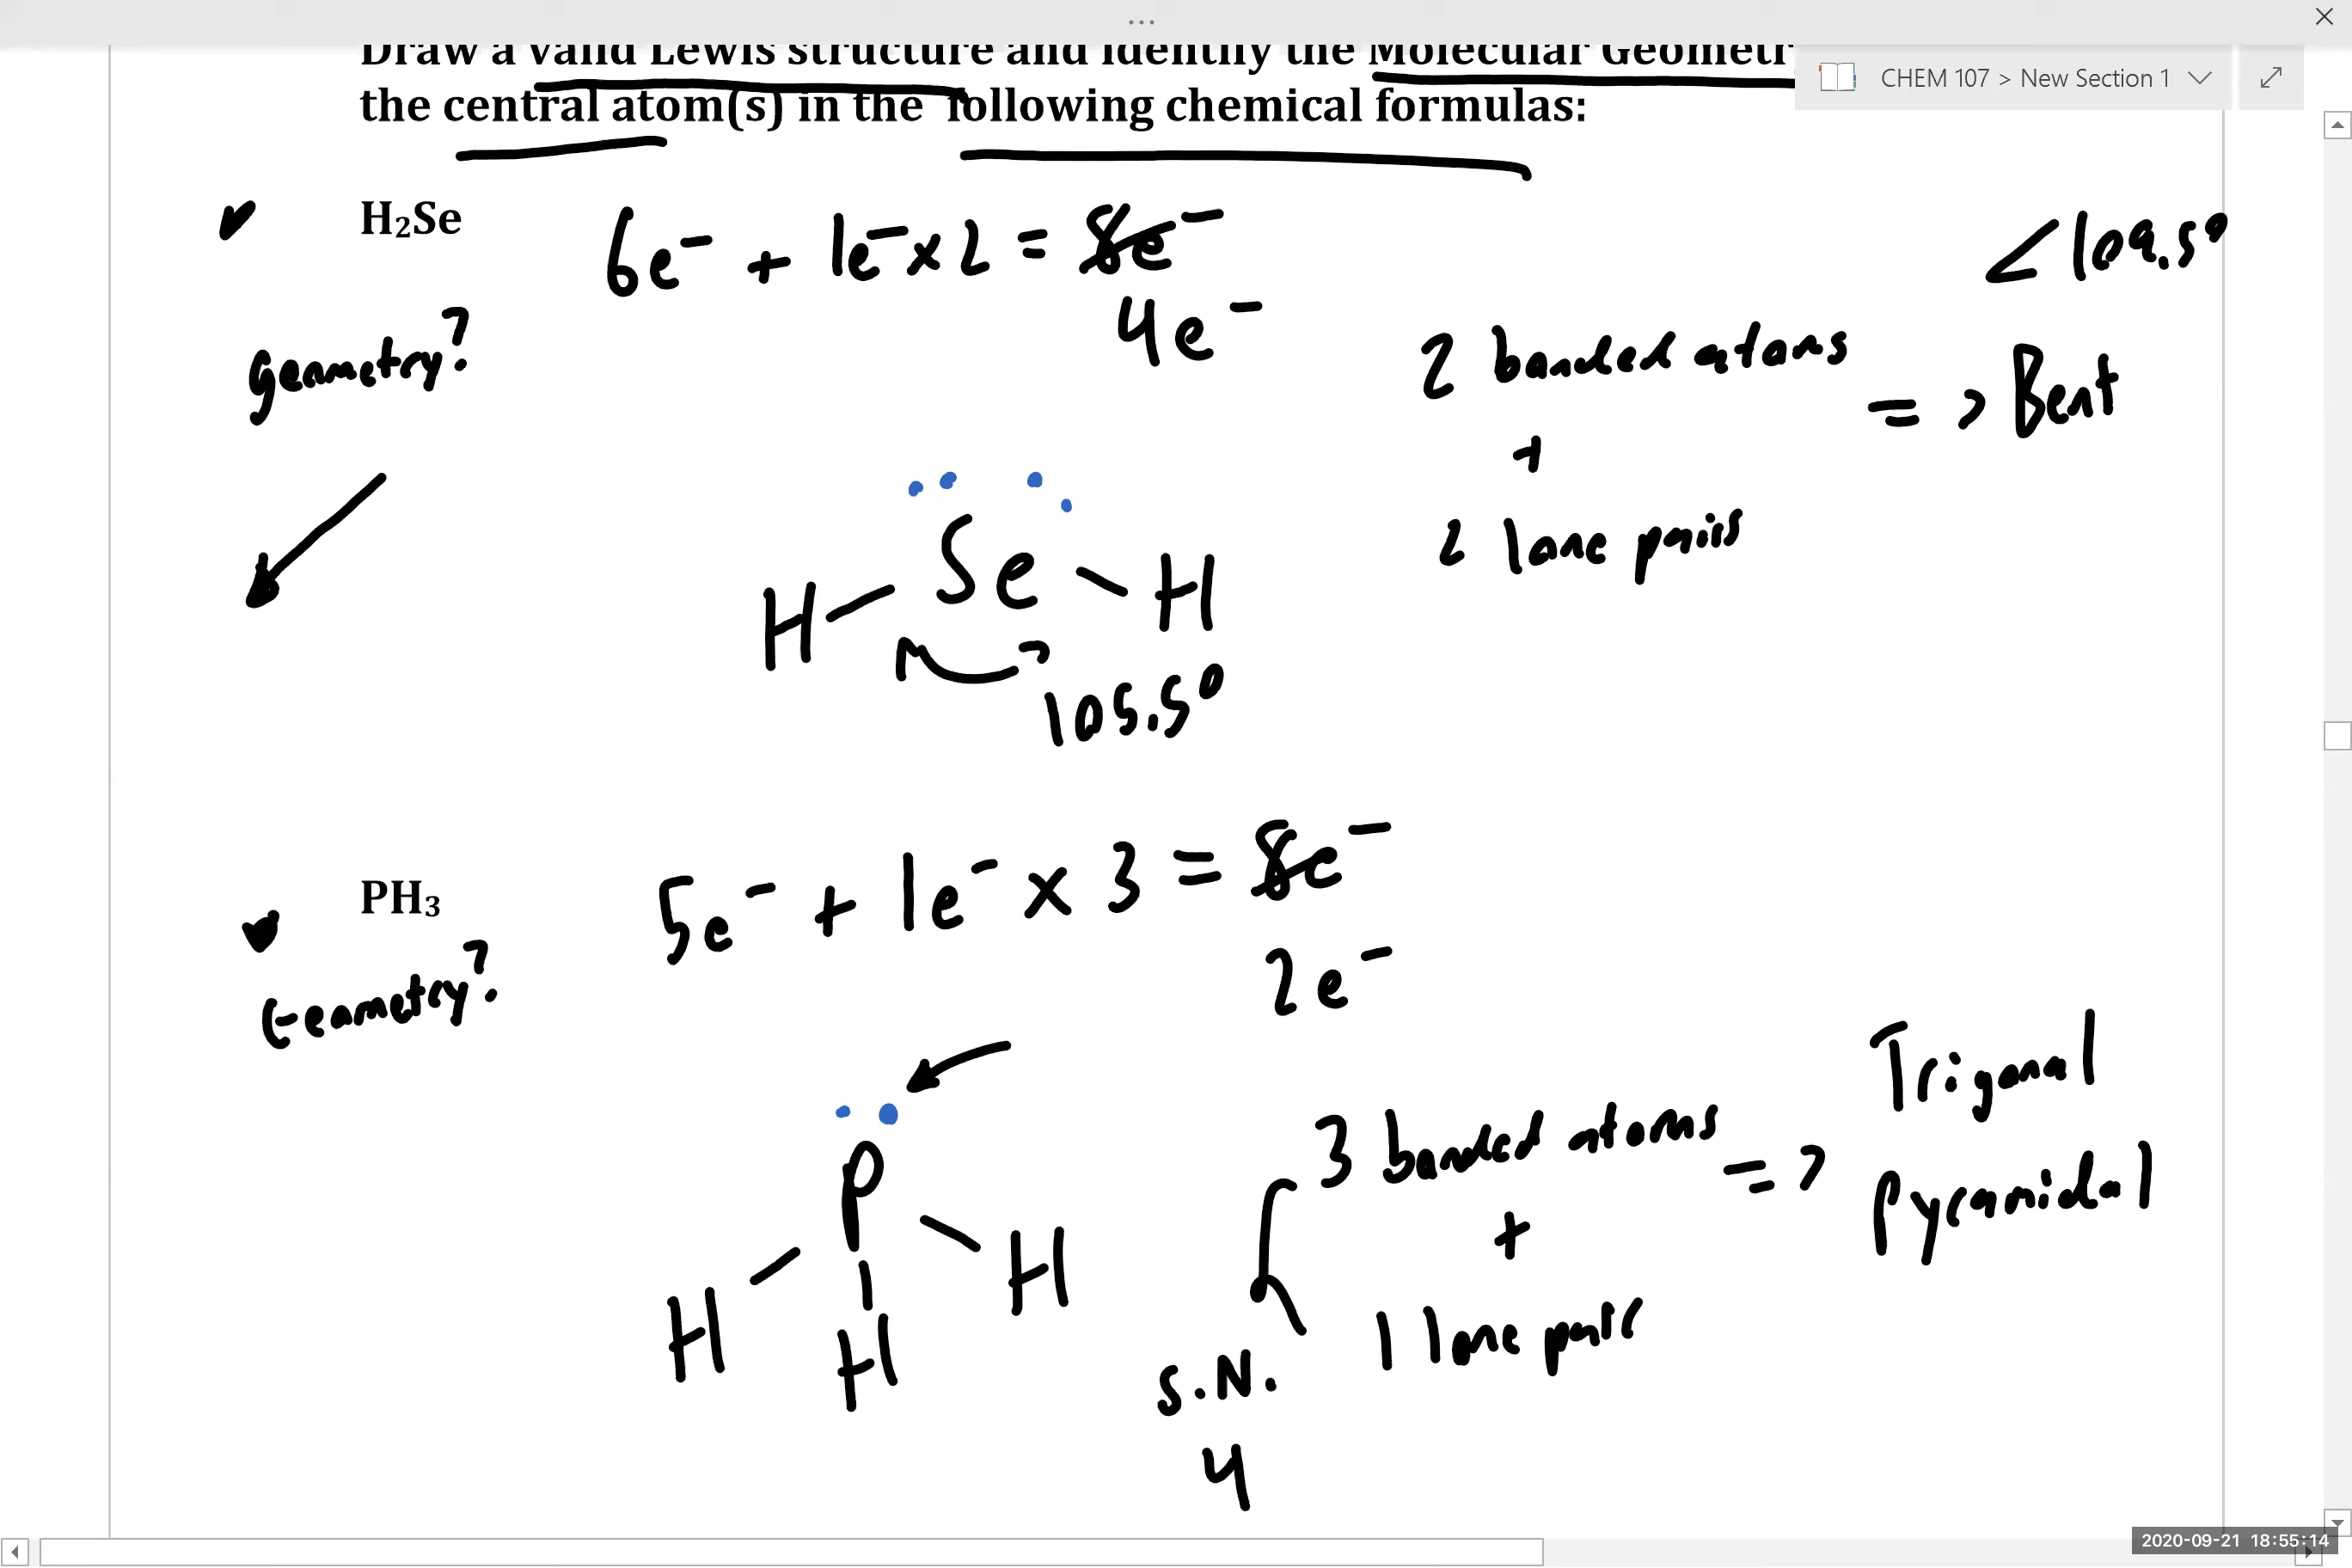 Draw a valid Lewis structure and identify the Molecular Geometr
the central atom(s) in the following chemical formulas:
CHEM 107 > New Section 1
H₂Se
6e⁻ + 1e⁻ x 2 = 8e⁻
4e⁻
< 109.5°
Geometry?
2 bonded atoms
+
2 lone pairs
=> Bent
H – Se – H
105.5°
PH₃
5e⁻ + 1e⁻ x 3 = 8e⁻
2e⁻
Geometry?
P
H H H
3 bonded atoms
+
1 lone pair
=> Trigonal
Pyramidal
S.N.
4
2020-09-21 18:55:14